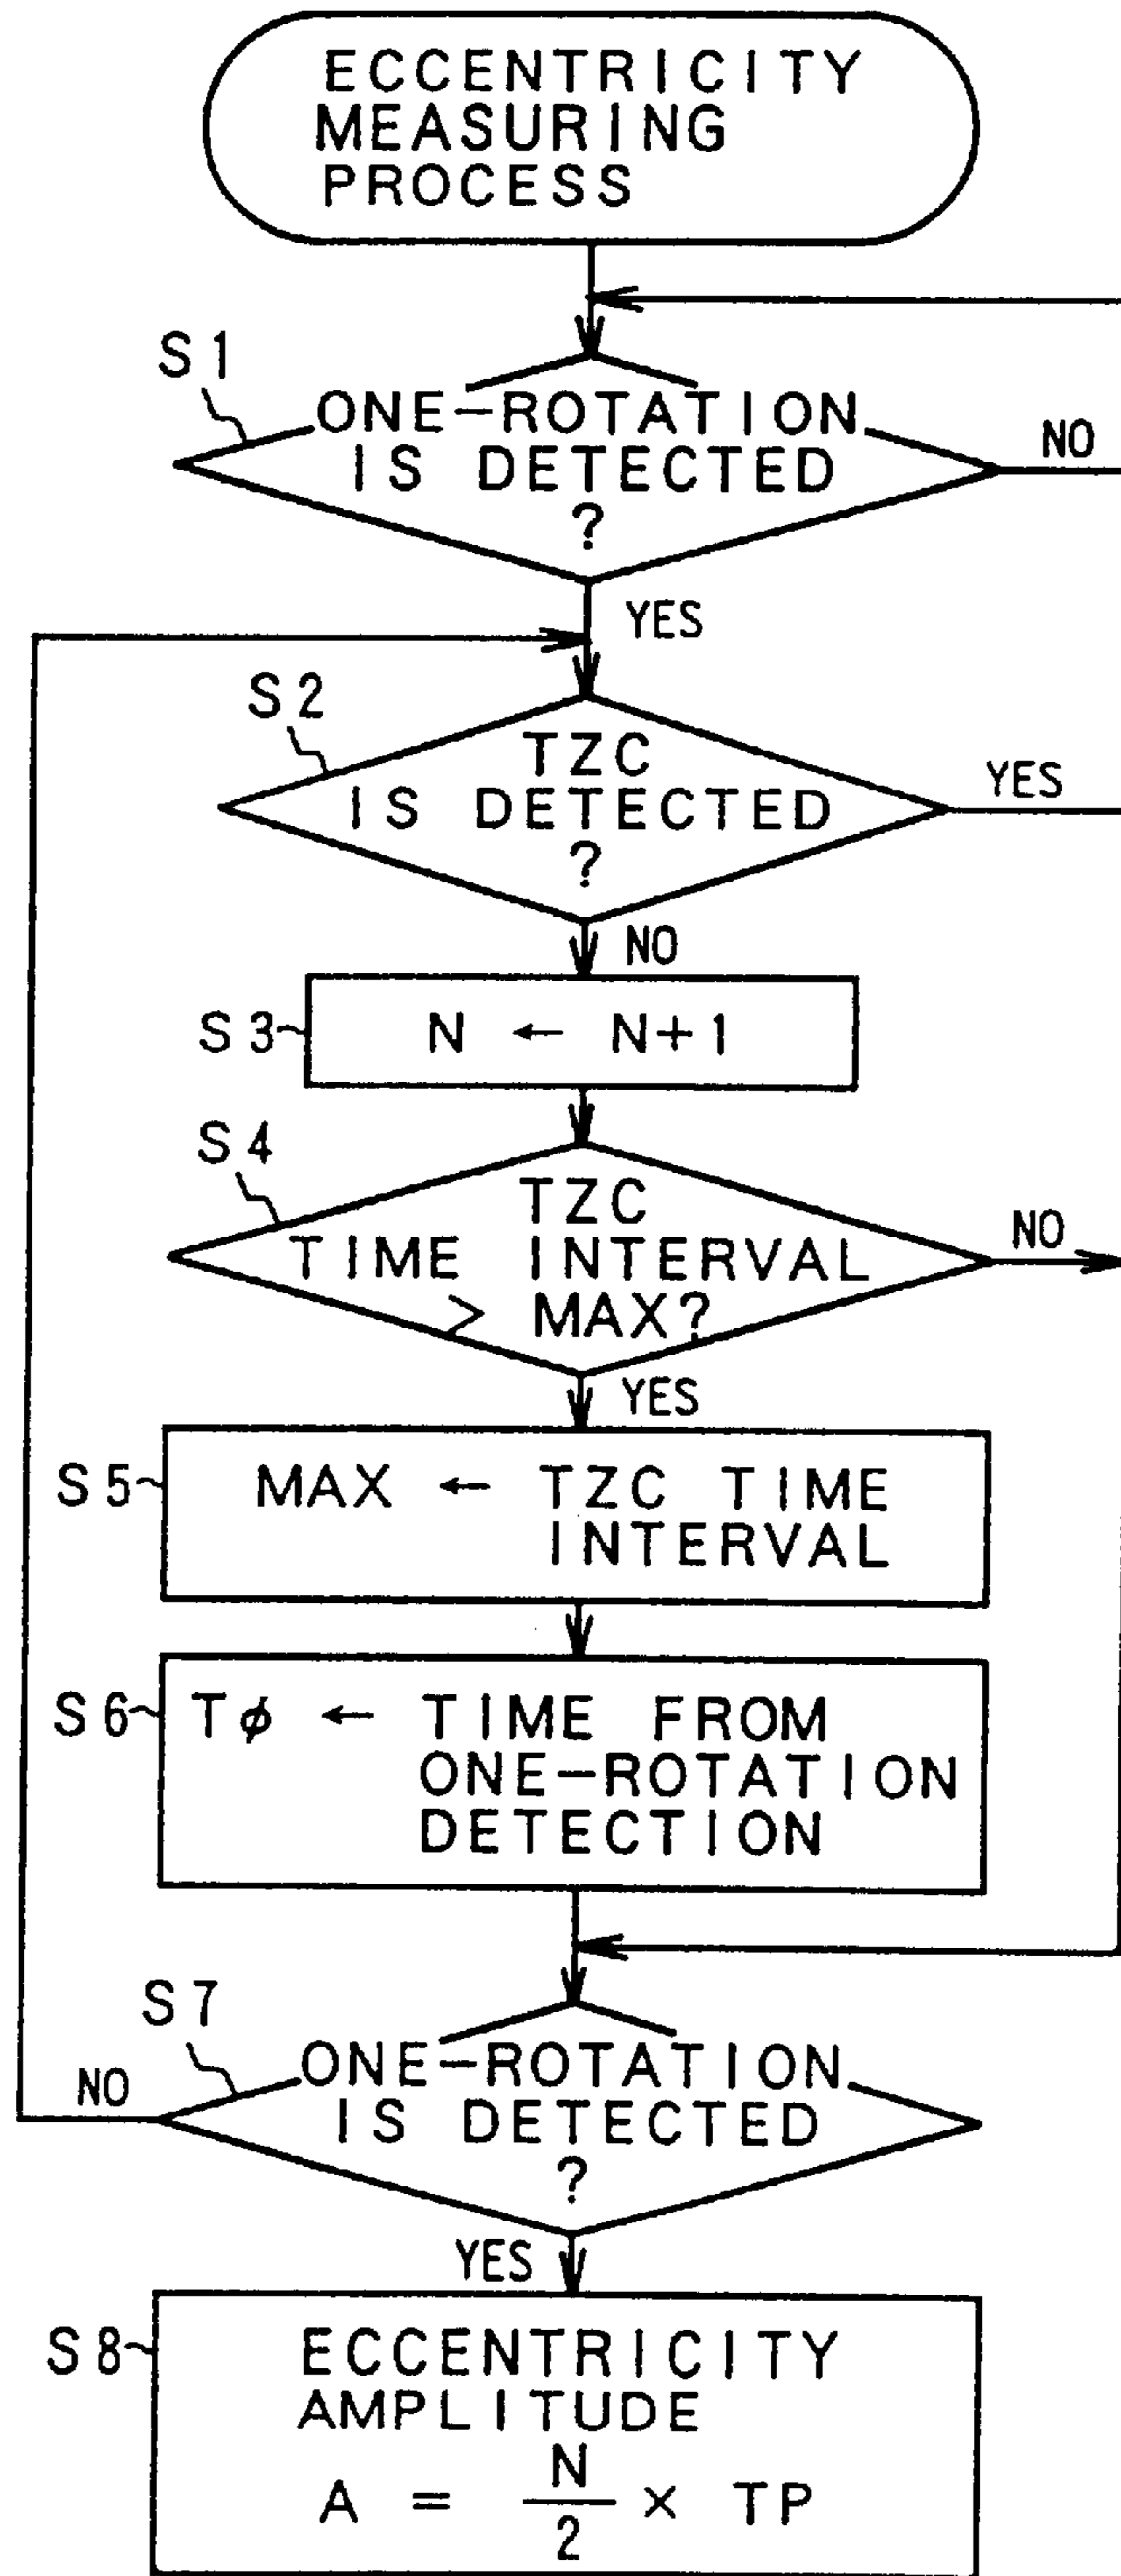 ECCENTRICITY
MEASURING
PROCESS
S1
ONE-ROTATION
IS DETECTED
?
NO
YES
S2
TZC
IS DETECTED
?
YES
NO
S3
N ← N+1
S4
TZC
TIME INTERVAL
> MAX?
NO
YES
S5
MAX ← TZC TIME
INTERVAL
S6
Tφ ← TIME FROM
ONE-ROTATION
DETECTION
S7
ONE-ROTATION
IS DETECTED
?
NO
YES
S8
ECCENTRICITY
AMPLITUDE
A = N/2 × TP